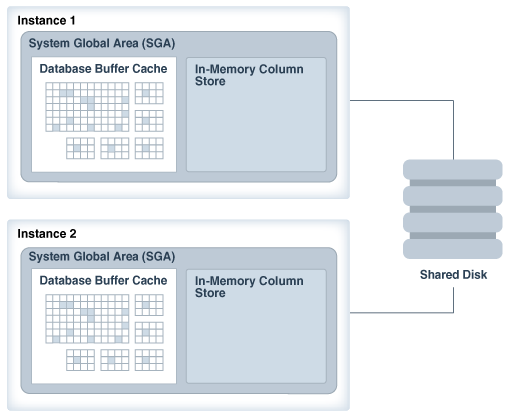 Instance 1
System Global Area (SGA)
Database Buffer Cache
In-Memory Column
Store
Instance 2
System Global Area (SGA)
Database Buffer Cache
In-Memory Column
Store
Shared Disk